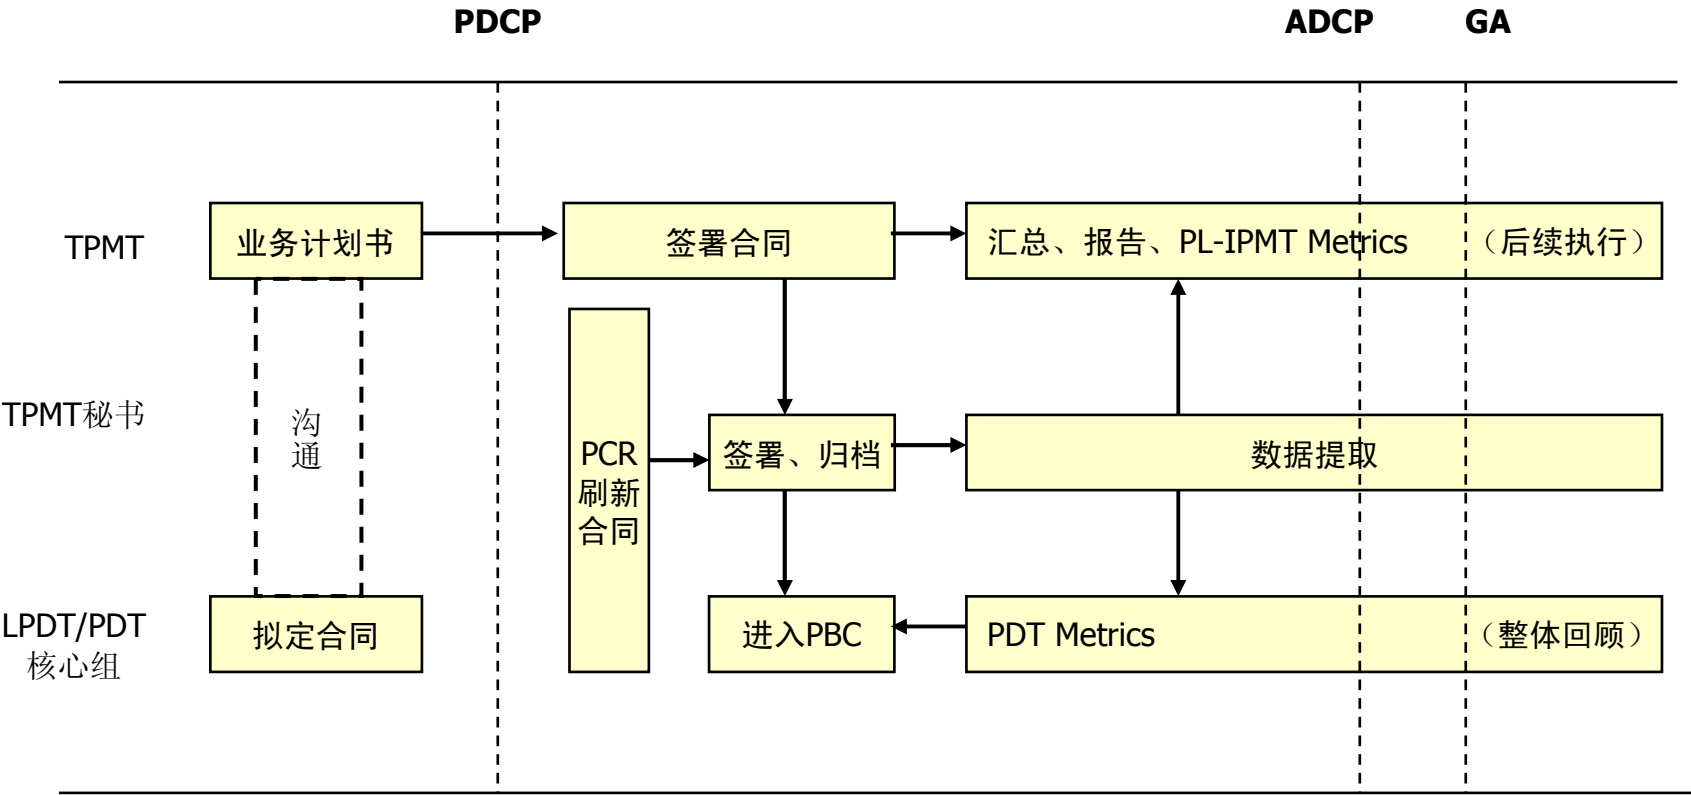 PDCP
ADCP
GA
TPMT
业务计划书
签署合同
汇总、报告、PL-IPMT Metrics
（后续执行）
TPMT秘书
沟
通
PCR
刷新
合同
签署、归档
数据提取
LPDT/PDT
核心组
拟定合同
进入PBC
PDT Metrics
（整体回顾）